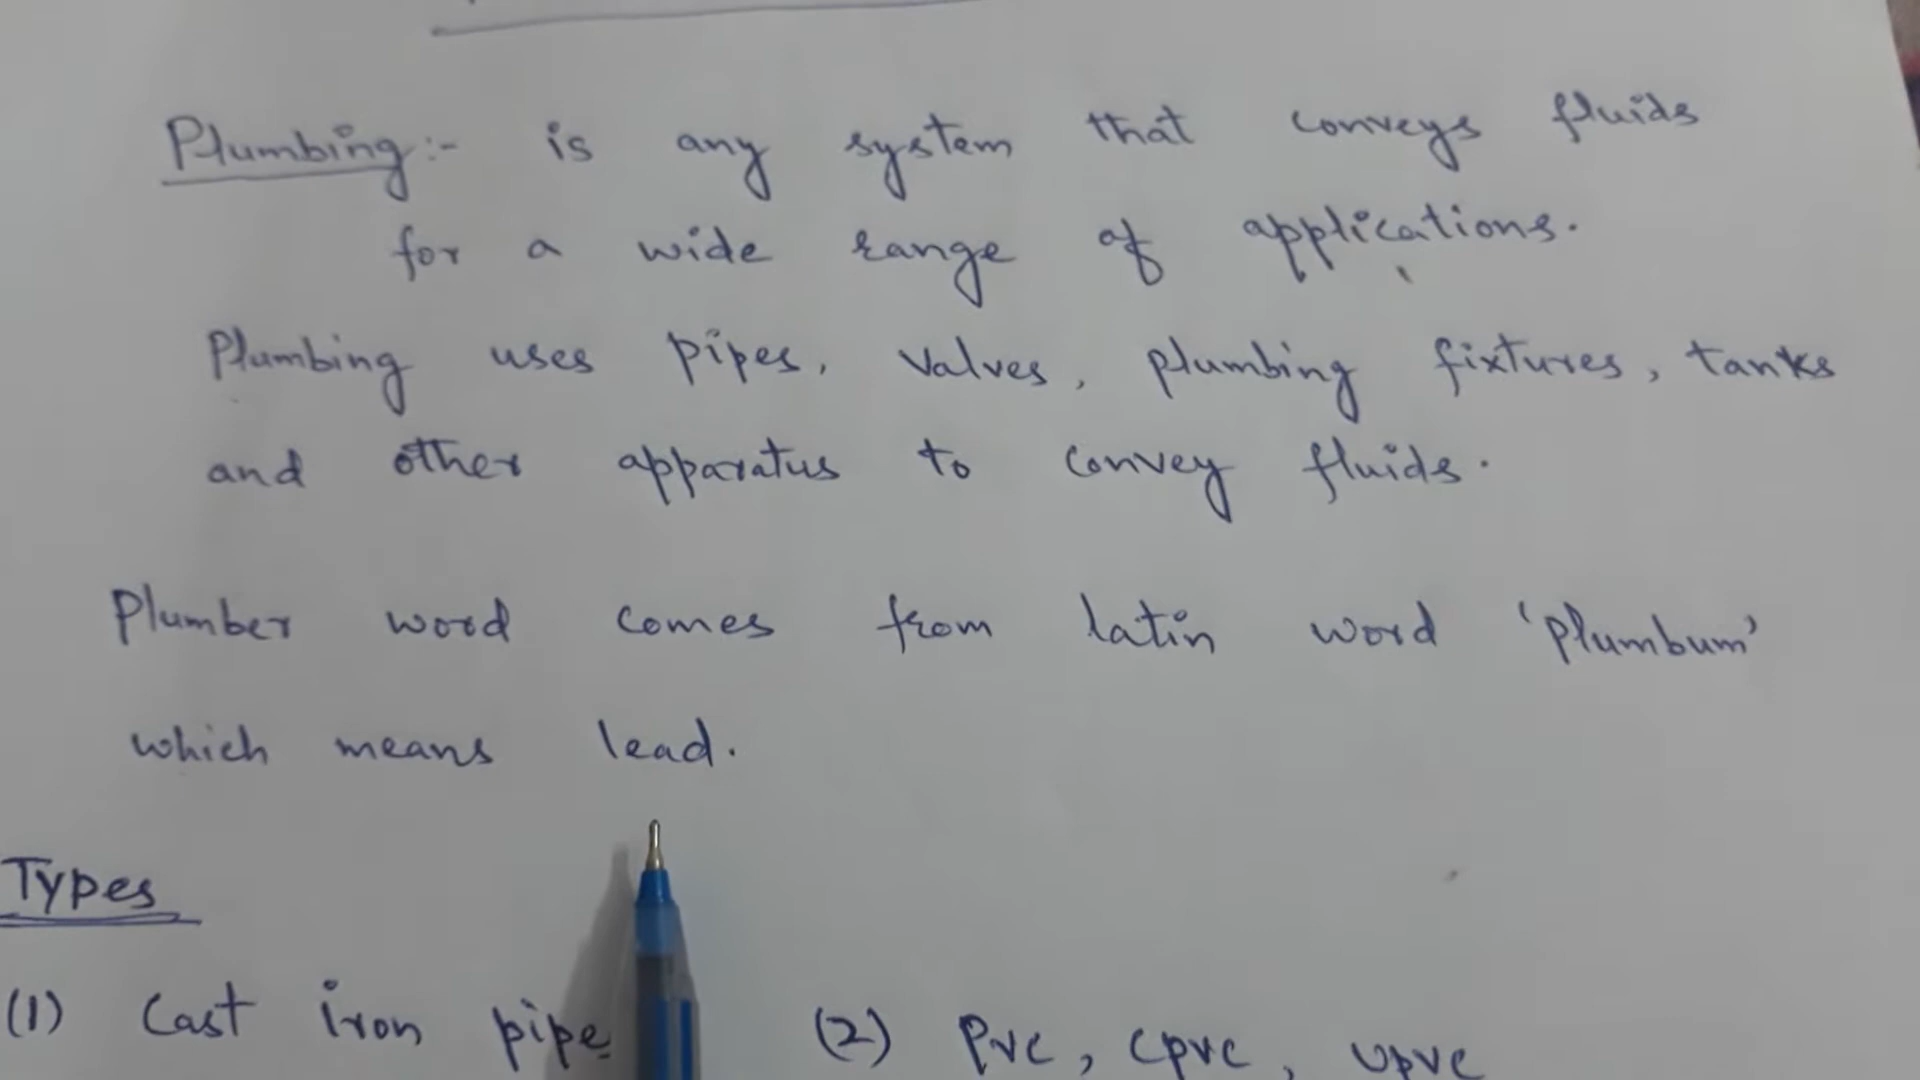 Plumbing:- is any system that conveys fluids
for a wide range of applications.
Plumbing uses pipes, valves, plumbing fixtures, tanks
and other apparatus to convey fluids.
Plumber word comes from latin word 'plumbum'
which means lead.
Types
(1) Cast iron pipe (2) PVC, CPVC, UPVC